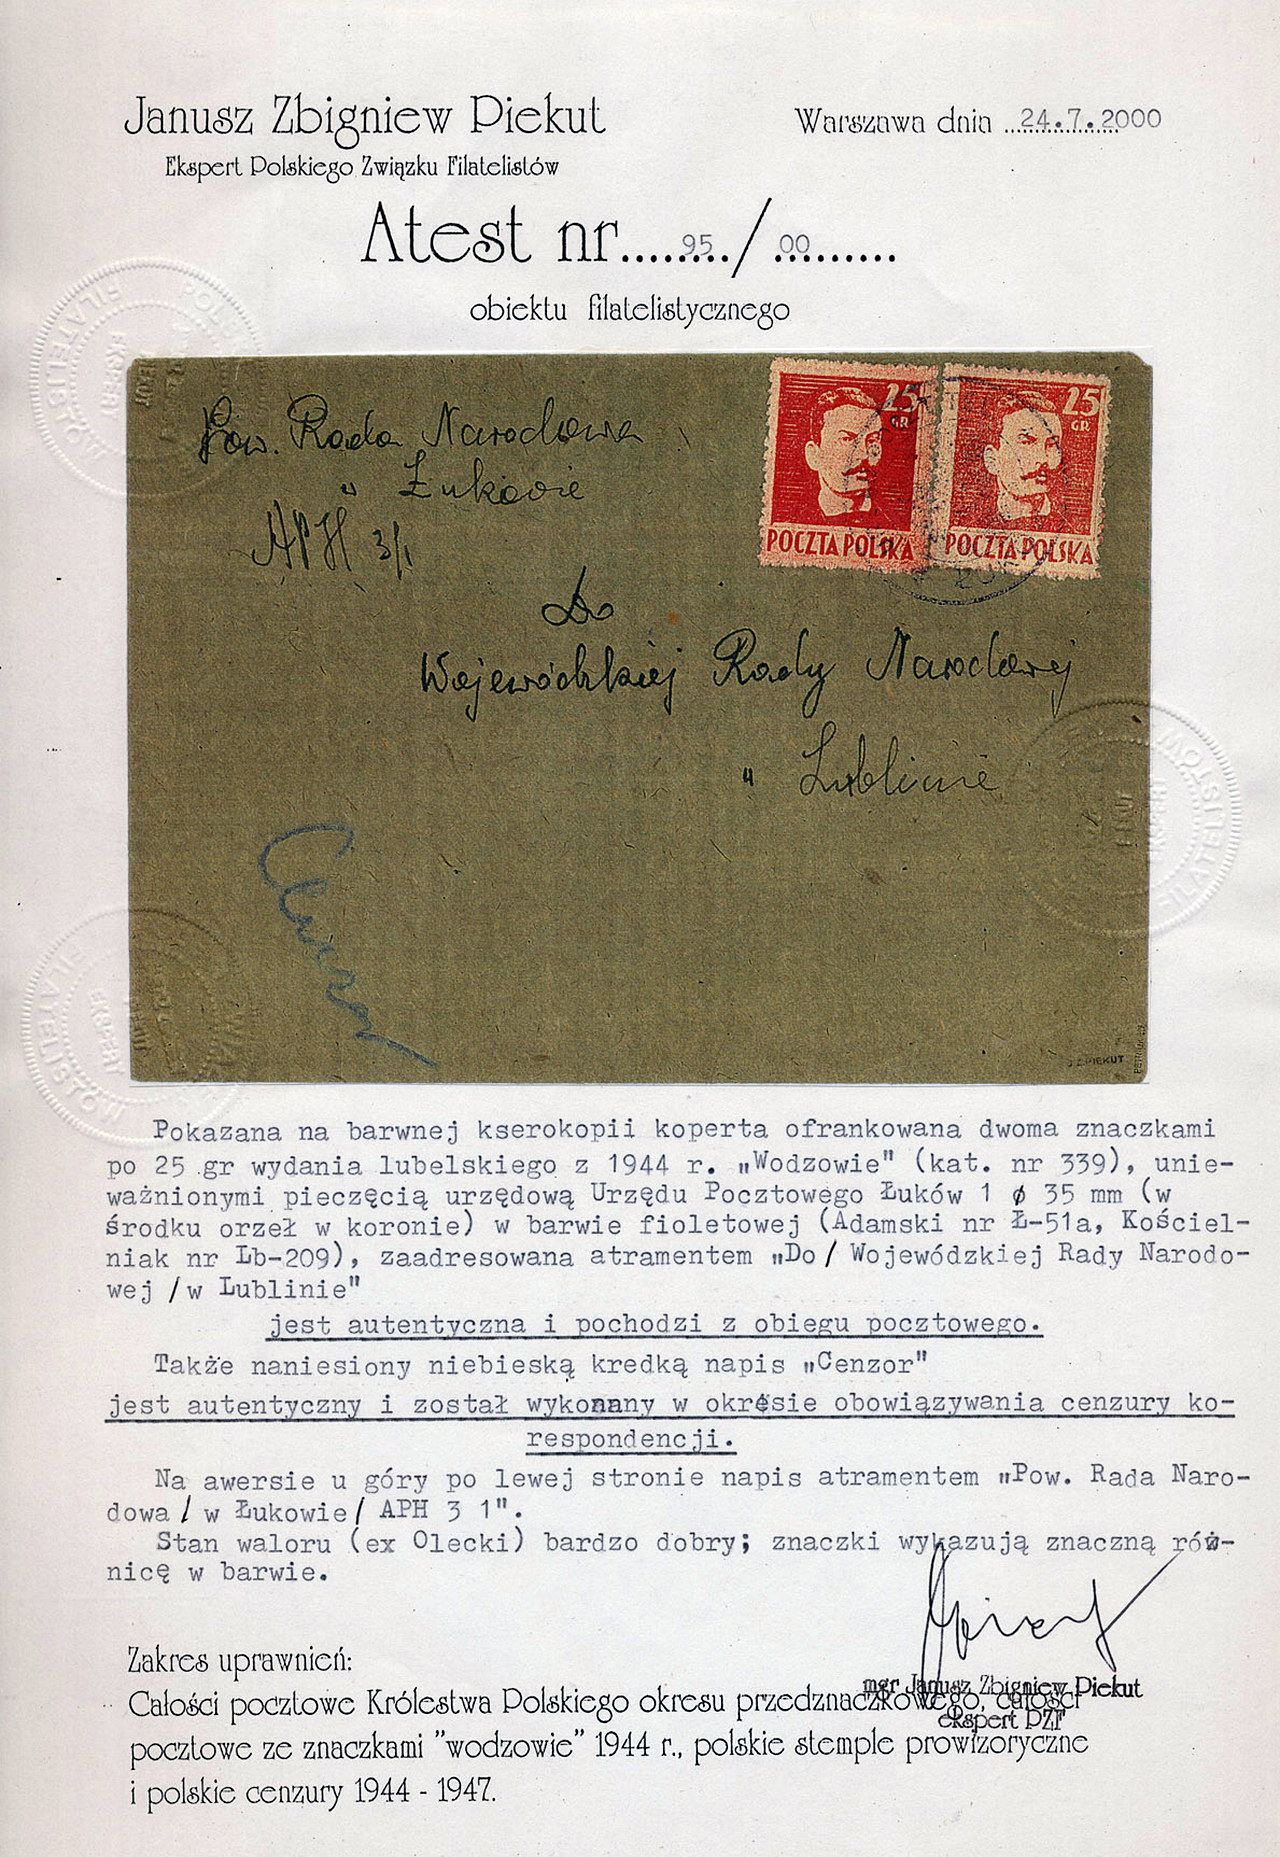 Janusz Zbigniew Piekut
Ekspert Polskiego Związku Filatelistów
Warszawa dnia 24.7.2000
Atest nr 95/00
obiektu filatelistycznego
POLSKI
FILATELISTÓW
EKSPERT
PIEKUT
Pow. Rada Narodowa
w Łukowie
APH 3/1
25 GR
POCZTA POLSKA
25 GR
POCZTA POLSKA
Do
Wojewódzkiej Rady Narodowej
w Lublinie
Cenzor
J Z PIEKUT
Pokazana na barwnej kserokopii koperta ofrankowana dwoma znaczkami
po 25 gr wydania lubelskiego z 1944 r. „Wodzowie" (kat. nr 339), unie-
ważnionymi pieczęcią urzędową Urzędu Pocztowego Łuków 1 ø 35 mm (w
środku orzeł w koronie) w barwie fioletowej (Adamski nr Ł-51a, Kościel-
niak nr Lb-209), zaadresowana atramentem „Do/ Wojewódzkiej Rady Narodo-
wej /w Lublinie"
jest autentyczna i pochodzi z obiegu pocztowego.
Także naniesiony niebieską kredką napis „Cenzor"
jest autentyczny i został wykonany w okresie obowiązywania cenzury ko-
respondencji.
Na awersie u góry po lewej stronie napis atramentem „Pow. Rada Naro-
dowa/ w Łukowie/ APH 3 1".
Stan waloru (ex Olecki) bardzo dobry; znaczki wykazują znaczną róż-
nicę w barwie.
mgr Janusz Zbigniew Piekut
ekspert PZF
Zakres uprawnień:
Całości pocztowe Królestwa Polskiego okresu przedznaczkowego, całości
pocztowe ze znaczkami "wodzowie" 1944 r., polskie stemple prowizoryczne
i polskie cenzury 1944 - 1947.